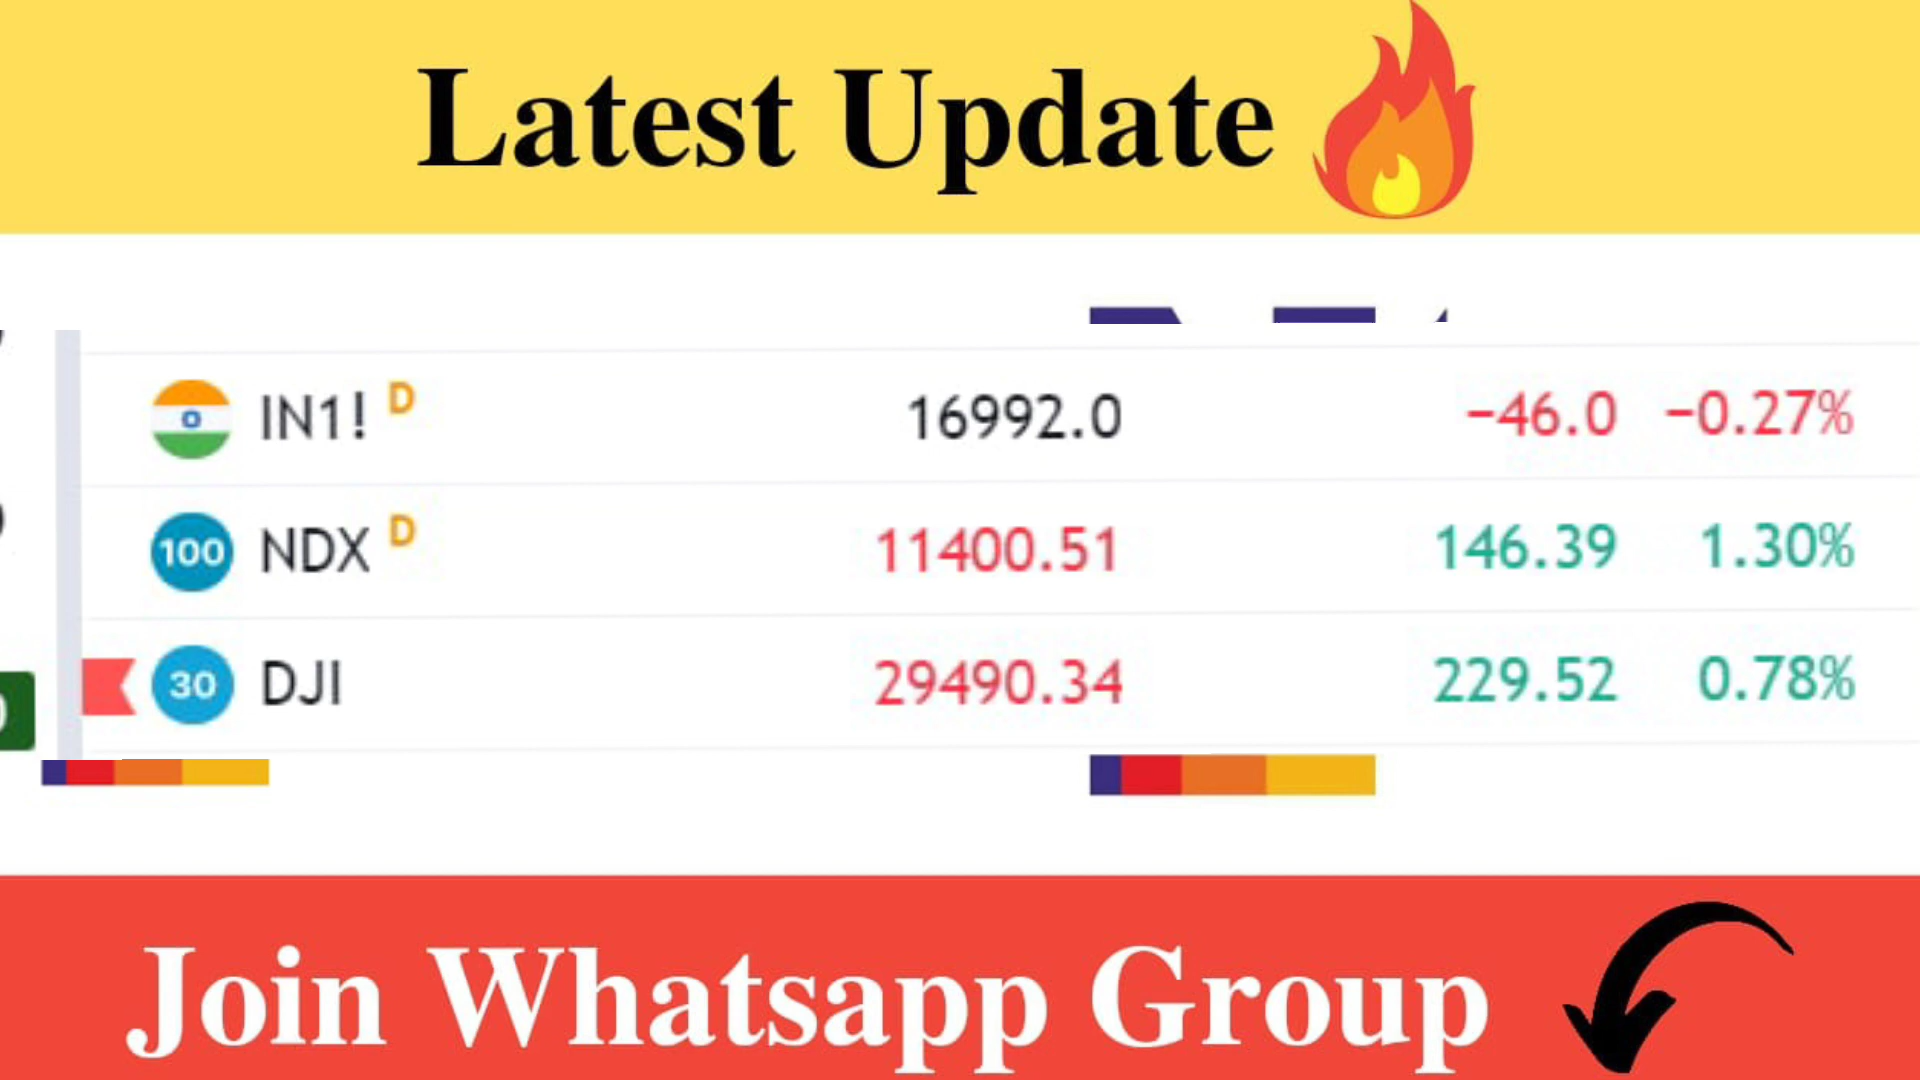 Latest Update
IN1! D 16992.0 −46.0 −0.27%
100 NDX D 11400.51 146.39 1.30%
30 DJI 29490.34 229.52 0.78%
Join Whatsapp Group